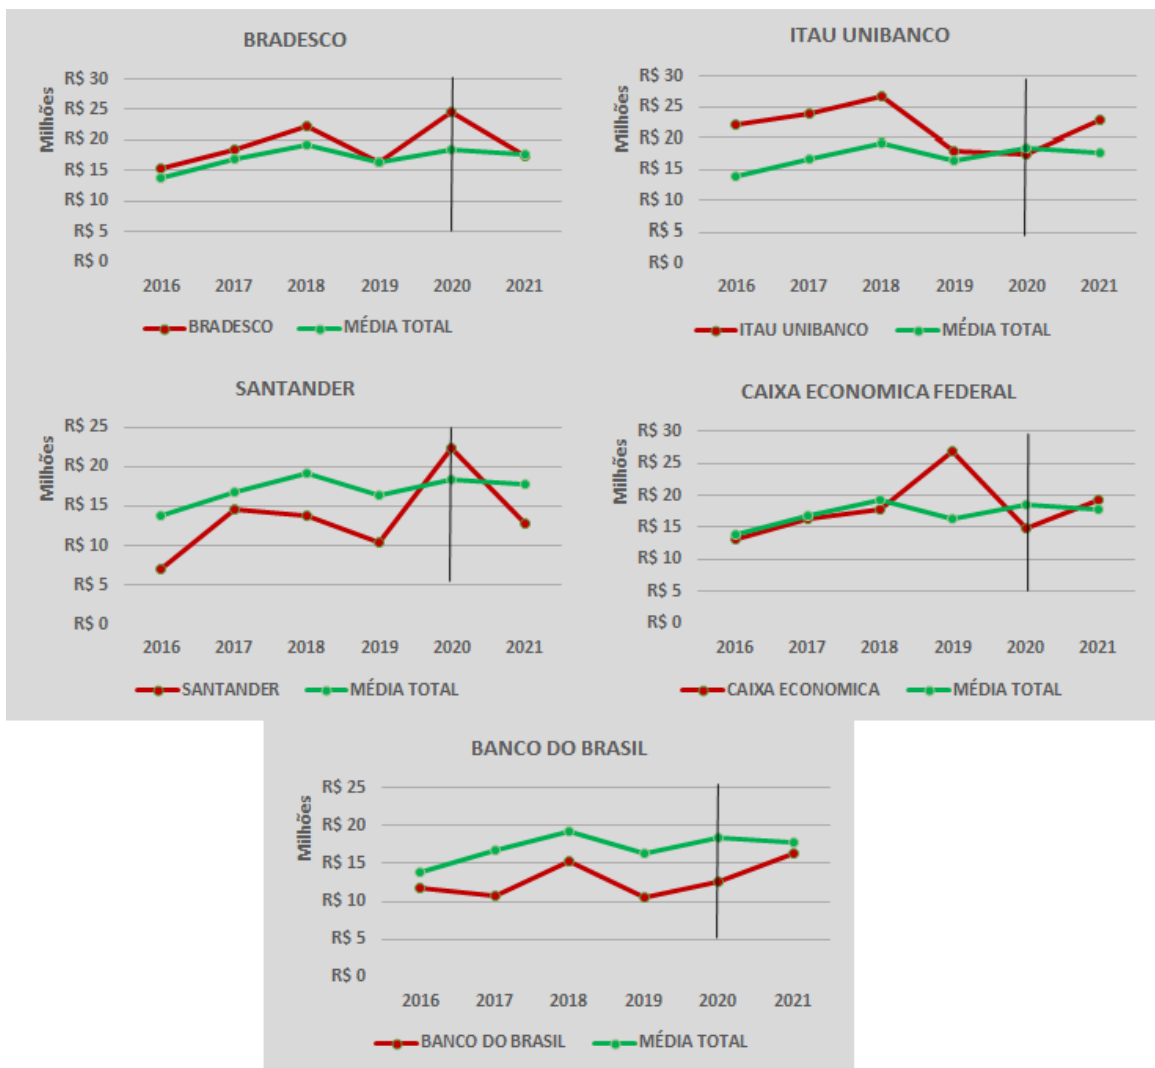 BRADESCO
Milhões
R$ 30
R$ 25
R$ 20
R$ 15
R$ 10
R$ 5
R$ 0
2016 2017 2018 2019 2020 2021
BRADESCO MÉDIA TOTAL
ITAU UNIBANCO
Milhões
R$ 30
R$ 25
R$ 20
R$ 15
R$ 10
R$ 5
R$ 0
2016 2017 2018 2019 2020 2021
ITAU UNIBANCO MÉDIA TOTAL
SANTANDER
Milhões
R$ 25
R$ 20
R$ 15
R$ 10
R$ 5
R$ 0
2016 2017 2018 2019 2020 2021
SANTANDER MÉDIA TOTAL
CAIXA ECONOMICA FEDERAL
Milhões
R$ 30
R$ 25
R$ 20
R$ 15
R$ 10
R$ 5
R$ 0
2016 2017 2018 2019 2020 2021
CAIXA ECONOMICA MÉDIA TOTAL
BANCO DO BRASIL
Milhões
R$ 25
R$ 20
R$ 15
R$ 10
R$ 5
R$ 0
2016 2017 2018 2019 2020 2021
BANCO DO BRASIL MÉDIA TOTAL